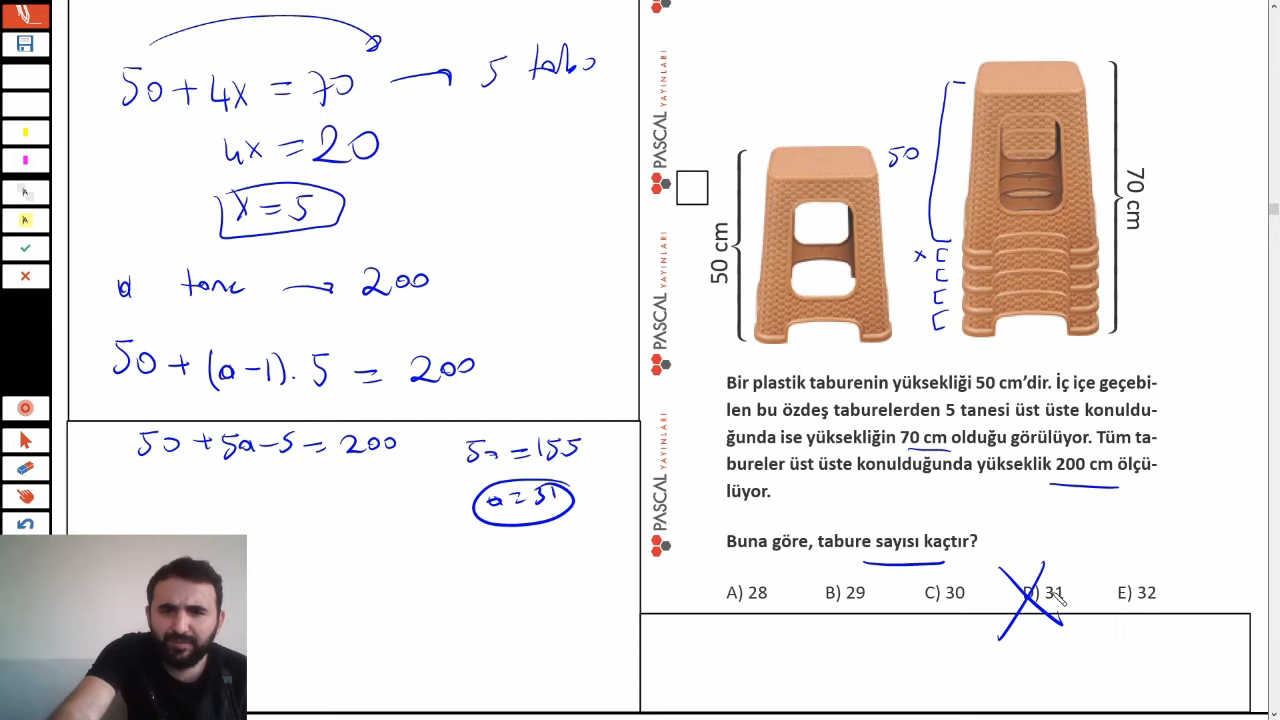 50 + 4x = 70 → 5 tabu
4x = 20
x = 5
a tane → 200
50 + (a - 1). 5 = 200
50 + 5a - 5 = 200
5a = 155
a = 31
PASCAL YAYINLARI
PASCAL YAYINLARI
PASCAL YAYINLARI
50 cm
50
x
70 cm
Bir plastik taburenin yüksekliği 50 cm'dir. İç içe geçebi-
len bu özdeş taburelerden 5 tanesi üst üste konuldu-
ğunda ise yüksekliğin 70 cm olduğu görülüyor. Tüm ta-
bureler üst üste konulduğunda yükseklik 200 cm ölçü-
lüyor.
Buna göre, tabure sayısı kaçtır?
A) 28 B) 29 C) 30 D) 31 E) 32